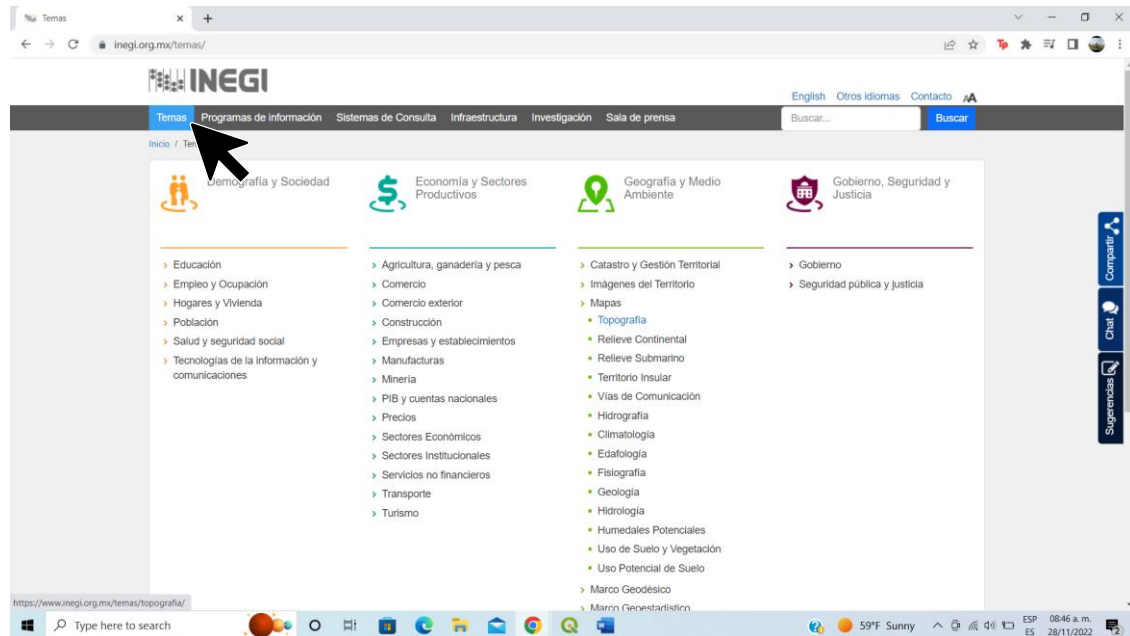 Temas
inegi.org.mx/temas/
Tp
INEGI
English Otros idiomas Contacto AA
Temas Programas de información Sistemas de Consulta Infraestructura Investigación Sala de prensa Buscar... Buscar
Inicio /
Demografía y Sociedad
Educación
Empleo y Ocupación
Hogares y Vivienda
Población
Salud y seguridad social
Tecnologías de la información y
comunicaciones
Economía y Sectores
Productivos
Agricultura, ganadería y pesca
Comercio
Comercio exterior
Construcción
Empresas y establecimientos
Manufacturas
Minería
PIB y cuentas nacionales
Precios
Sectores Económicos
Sectores Institucionales
Servicios no financieros
Transporte
Turismo
Geografía y Medio
Ambiente
Catastro y Gestión Territorial
Imágenes del Territorio
Mapas
Topografía
Relieve Continental
Relieve Submarino
Territorio Insular
Vías de Comunicación
Hidrografía
Climatología
Edafología
Fisiografía
Geología
Hidrología
Humedales Potenciales
Uso de Suelo y Vegetación
Uso Potencial de Suelo
Marco Geodésico
Marco Geoestadístico
Gobierno, Seguridad y
Justicia
Gobierno
Seguridad pública y justicia
Compartir
Chat
Sugerencias
https://www.inegi.org.mx/temas/topografia/
Type here to search
59°F Sunny
ESP
ES
08:46 a. m.
28/11/2022
2